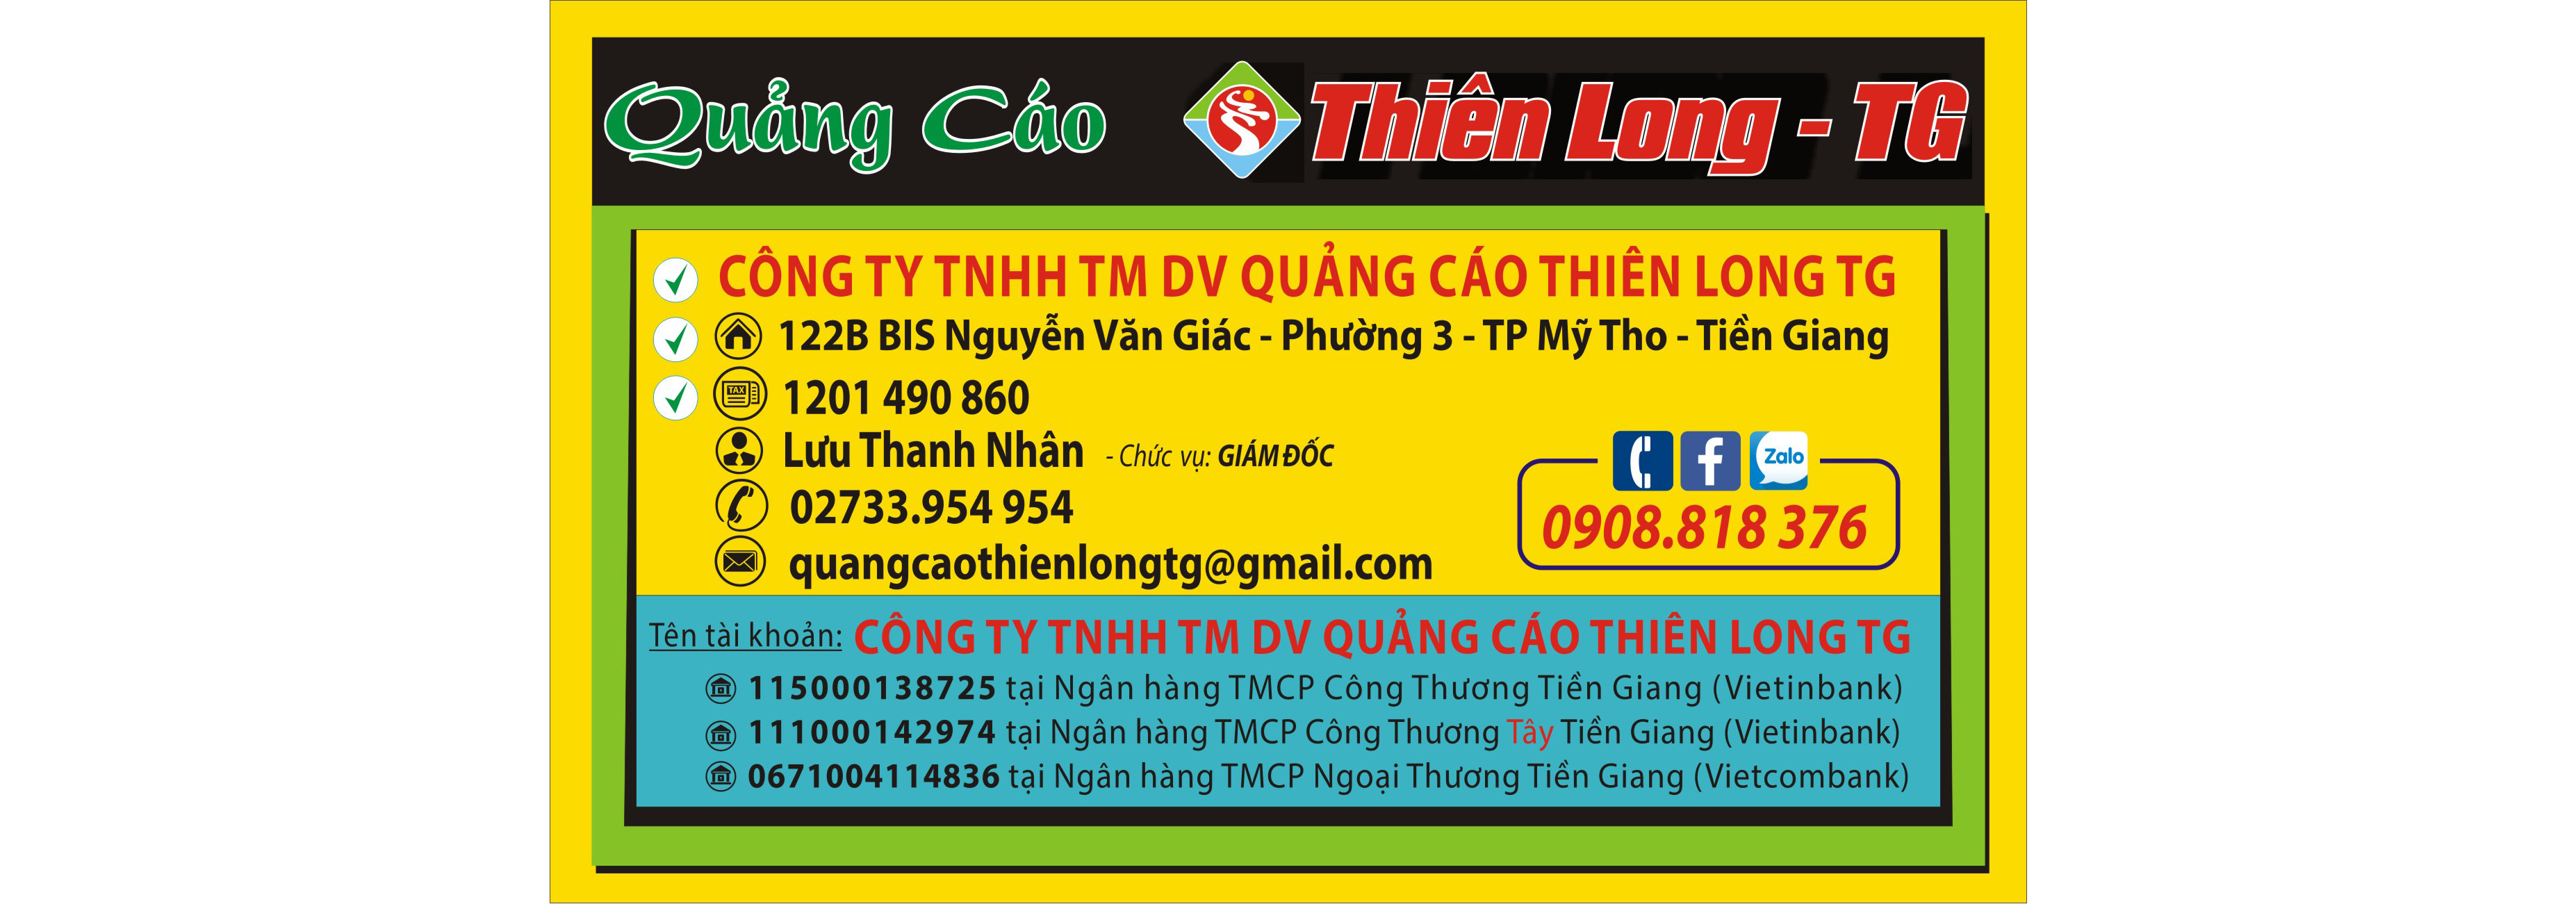 Quảng Cáo Thiên Long - TG
CÔNG TY TNHH TM DV QUẢNG CÁO THIÊN LONG TG
122B BIS Nguyễn Văn Giác - Phường 3 - TP Mỹ Tho - Tiền Giang
TAX 1201 490 860
Lưu Thanh Nhân - Chức vụ: GIÁM ĐỐC
02733.954 954
quangcaothienlongtg@gmail.com
Zalo
0908.818 376
Tên tài khoản: CÔNG TY TNHH TM DV QUẢNG CÁO THIÊN LONG TG
115000138725 tại Ngân hàng TMCP Công Thương Tiền Giang (Vietinbank)
111000142974 tại Ngân hàng TMCP Công Thương Tây Tiền Giang (Vietinbank)
0671004114836 tại Ngân hàng TMCP Ngoại Thương Tiền Giang (Vietcombank)